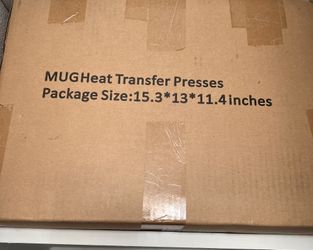 MUGHeat Transfer Presses
Package Size:15.3*13*11.4inches